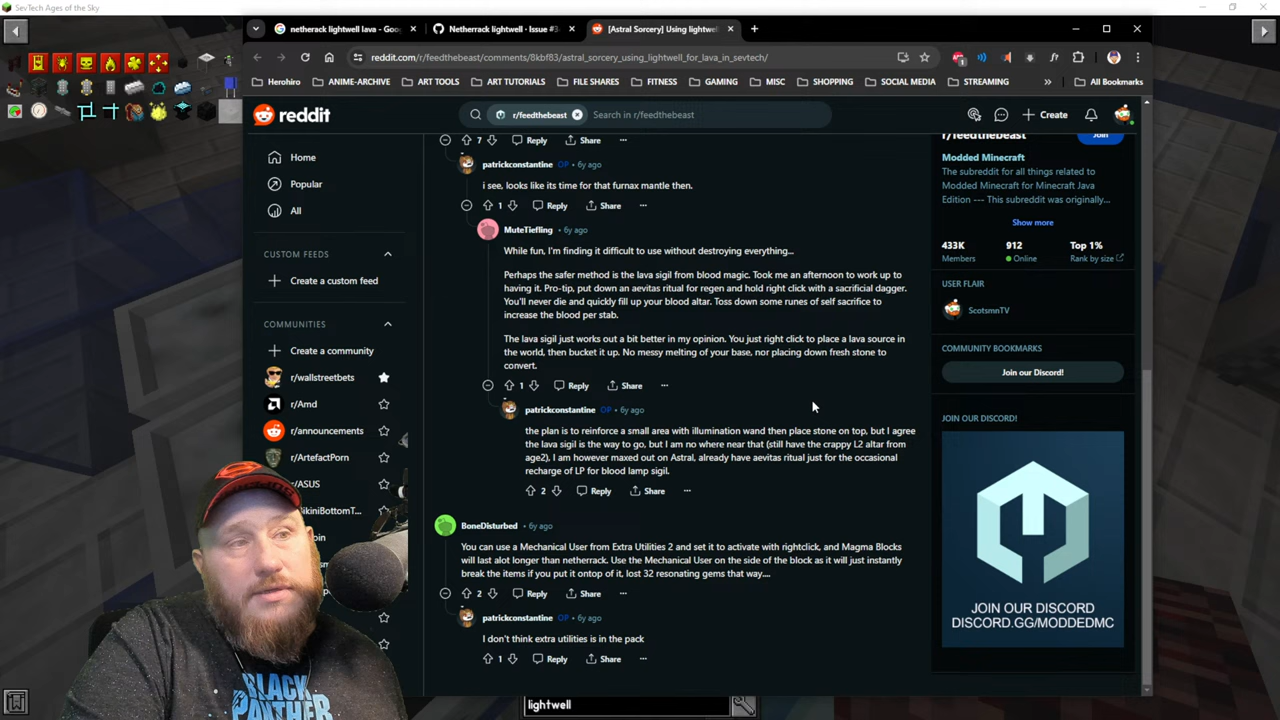 SevTech Ages of the Sky
netherrack lightwell lava - Goo
Netherrack lightwell · Issue #3
[Astral Sorcery] Using lightwel
reddit.com/r/feedthebeast/comments/8kbf83/astral_sorcery_using_lightwell_for_lava_in_sevtech/
Herohiro
ANIME-ARCHIVE
ART TOOLS
ART TUTORIALS
FILE SHARES
FITNESS
GAMING
MISC
SHOPPING
SOCIAL MEDIA
STREAMING
All Bookmarks
reddit
r/feedthebeast
Search in r/feedthebeast
Create
Home
Popular
All
CUSTOM FEEDS
Create a custom feed
COMMUNITIES
Create a community
r/wallstreetbets
r/Amd
r/announcements
r/ArtefactPorn
r/ASUS
BikiniBottomT...
7 Reply Share
patrickconstantine OP • 6y ago
i see, looks like its time for that furnax mantle then.
1 Reply Share
MuteTiefling • 6y ago
While fun, I'm finding it difficult to use without destroying everything...
Perhaps the safer method is the lava sigil from blood magic. Took me an afternoon to work up to
having it. Pro-tip, put down an aevitas ritual for regen and hold right click with a sacrificial dagger.
You'll never die and quickly fill up your blood altar. Toss down some runes of self sacrifice to
increase the blood per stab.
The lava sigil just works out a bit better in my opinion. You just right click to place a lava source in
the world, then bucket it up. No messy melting of your base, nor placing down fresh stone to
convert.
1 Reply Share
patrickconstantine OP • 6y ago
the plan is to reinforce a small area with illumination wand then place stone on top, but I agree
the lava sigil is the way to go, but I am no where near that (still have the crappy L2 altar from
age2), I am however maxed out on Astral, already have aevitas ritual just for the occasional
recharge of LP for blood lamp sigil.
2 Reply Share
BoneDisturbed • 6y ago
You can use a Mechanical User from Extra Utilities 2 and set it to activate with rightclick, and Magma Blocks
will last alot longer than netherrack. Use the Mechanical User on the side of the block as it will just instantly
break the items if you put it ontop of it, lost 32 resonating gems that way....
2 Reply Share
patrickconstantine OP • 6y ago
I don't think extra utilities is in the pack
1 Reply Share
r/feedthebeast
Join
Modded Minecraft
The subreddit for all things related to
Modded Minecraft for Minecraft Java
Edition --- This subreddit was originally...
Show more
433K
Members
912
Online
Top 1%
Rank by size
USER FLAIR
ScotsmnTV
COMMUNITY BOOKMARKS
Join our Discord!
JOIN OUR DISCORD!
JOIN OUR DISCORD
DISCORD.GG/MODDEDMC
lightwell
BLACK
PANTHER